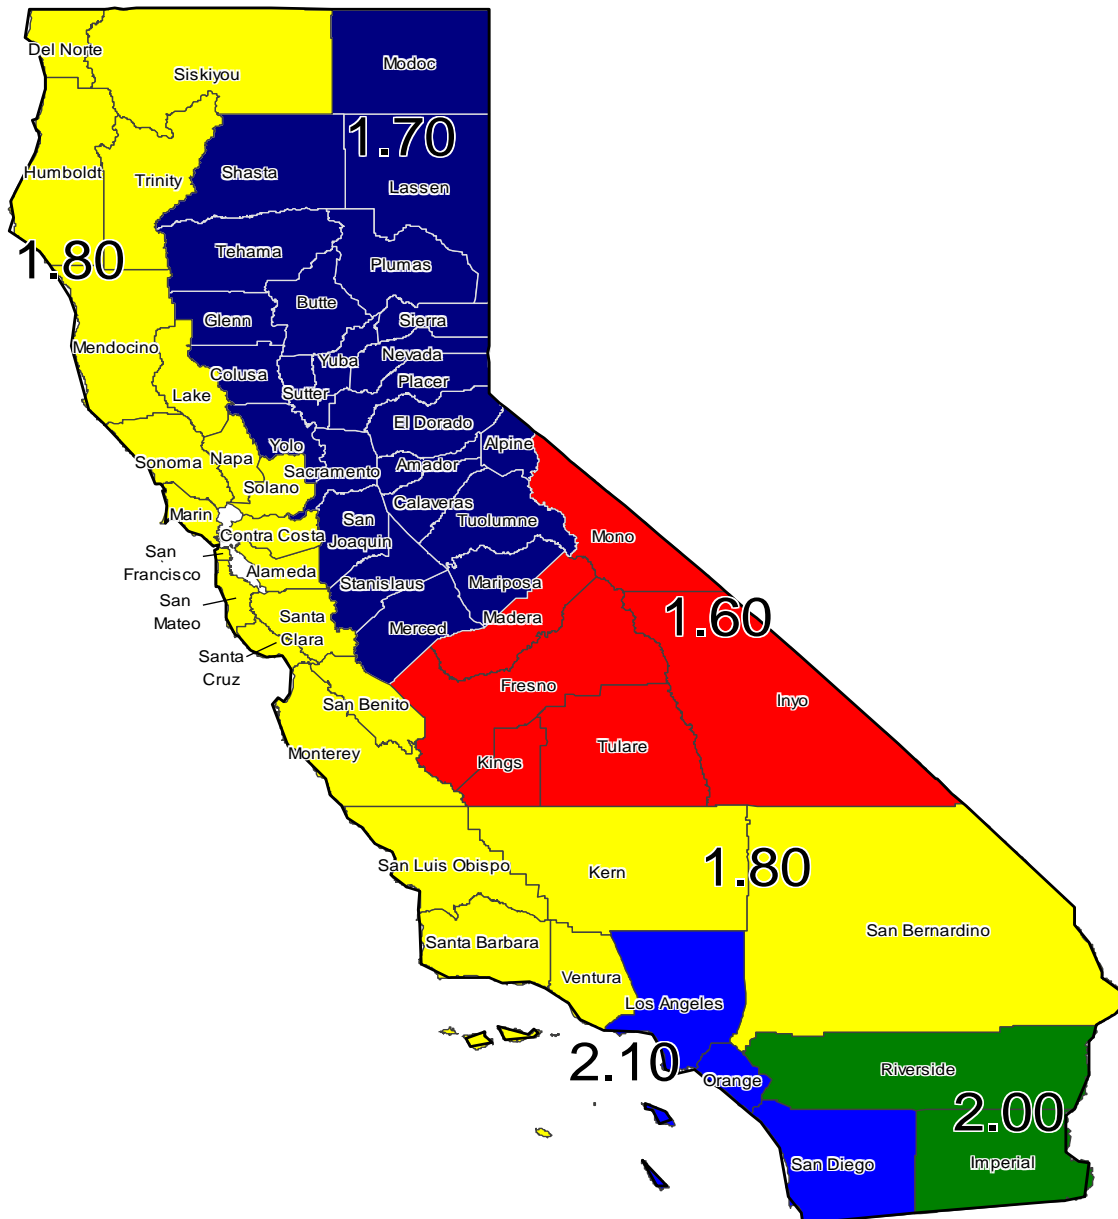 Del Norte
Siskiyou
Modoc
1.70
Shasta
Lassen
Humboldt
Trinity
1.80
Tehama
Plumas
Butte
Glenn
Sierra
Mendocino
Nevada
Yuba
Colusa
Placer
Sutter
Lake
El Dorado
Alpine
Yolo
Napa
Sonoma
Sacramento
Amador
Solano
Calaveras
Marin
San
Joaquin
Tuolumne
Contra Costa
Mono
San
Francisco
Alameda
Stanislaus
Mariposa
San
Mateo
Santa
Clara
Merced
Madera
1.60
Santa
Cruz
Fresno
Inyo
San Benito
Monterey
Kings
Tulare
San Luis Obispo
Kern
1.80
San Bernardino
Santa Barbara
Ventura
Los Angeles
2.10
Orange
Riverside
2.00
San Diego
Imperial